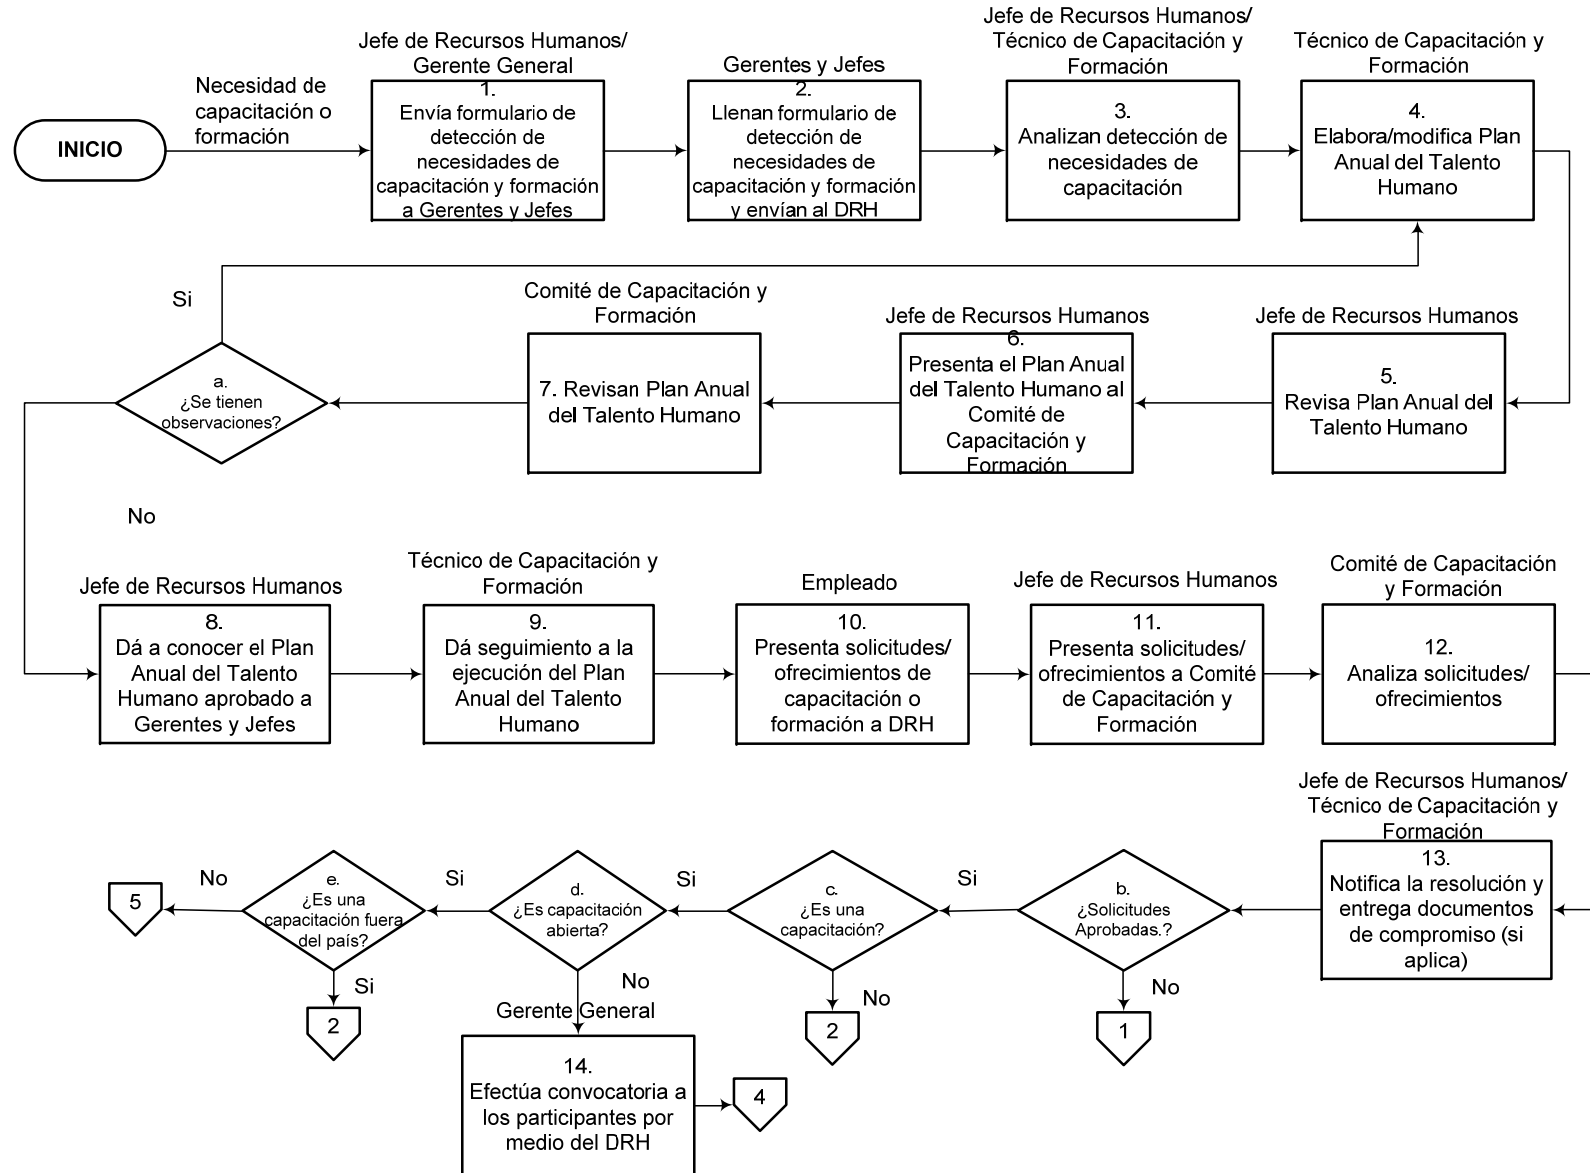 INICIO
Necesidad de
capacitación o
formación
Jefe de Recursos Humanos/
Gerente General
1.
Envía formulario de
detección de
necesidades de
capacitación y formación
a Gerentes y Jefes
Gerentes y Jefes
2.
Llenan formulario de
detección de
necesidades de
capacitación y formación
y envían al DRH
Jefe de Recursos Humanos/
Técnico de Capacitación y
Formación
3.
Analizan detección de
necesidades de
capacitación
Técnico de Capacitación y
Formación
4.
Elabora/modifica Plan
Anual del Talento
Humano
Jefe de Recursos Humanos
5.
Revisa Plan Anual del
Talento Humano
Jefe de Recursos Humanos
6.
Presenta el Plan Anual
del Talento Humano al
Comité de
Capacitación y
Formación
Comité de Capacitación y
Formación
7. Revisan Plan Anual
del Talento Humano
a.
¿Se tienen
observaciones?
Si
No
Jefe de Recursos Humanos
8.
Dá a conocer el Plan
Anual del Talento
Humano aprobado a
Gerentes y Jefes
Técnico de Capacitación y
Formación
9.
Dá seguimiento a la
ejecución del Plan
Anual del Talento
Humano
Empleado
10.
Presenta solicitudes/
ofrecimientos de
capacitación o
formación a DRH
Jefe de Recursos Humanos
11.
Presenta solicitudes/
ofrecimientos a Comité
de Capacitación y
Formación
Comité de Capacitación
y Formación
12.
Analiza solicitudes/
ofrecimientos
Jefe de Recursos Humanos/
Técnico de Capacitación y
Formación
13.
Notifica la resolución y
entrega documentos
de compromiso (si
aplica)
b.
¿Solicitudes
Aprobadas.?
Si
No
1
c.
¿Es una
capacitación?
Si
No
2
d.
¿Es capacitación
abierta?
Si
No
Gerente General
14.
Efectúa convocatoria a
los participantes por
medio del DRH
4
e.
¿Es una
capacitación fuera
del país?
No
5
Si
2